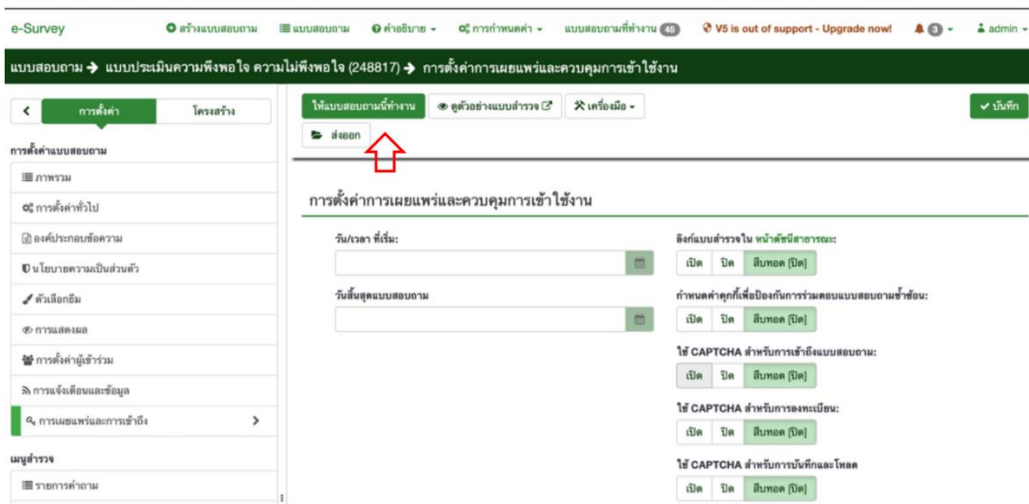 e-Survey สร้างแบบสอบถาม แบบสอบถาม คำอธิบาย การกำหนดค่า แบบสอบถามที่ทำงาน 45 V5 is out of support - Upgrade now! 3 admin
แบบสอบถาม → แบบประเมินความพึงพอใจ ความไม่พึงพอใจ (248817) → การตั้งค่าการเผยแพร่และควบคุมการเข้าใช้งาน
การตั้งค่า โครงสร้าง
ให้แบบสอบถามนี้ทำงาน ดูตัวอย่างแบบสำรวจ เครื่องมือ บันทึก
ส่งออก
การตั้งค่าแบบสอบถาม
ภาพรวม
การตั้งค่าทั่วไป
องค์ประกอบข้อความ
นโยบายความเป็นส่วนตัว
ตัวเลือกธีม
การแสดงผล
การตั้งค่าผู้เข้าร่วม
การแจ้งเตือนและข้อมูล
การเผยแพร่และการเข้าถึง
เมนูสำรวจ
รายการคำถาม
การตั้งค่าการเผยแพร่และควบคุมการเข้าใช้งาน
วัน/เวลา ที่เริ่ม:
วันสิ้นสุดแบบสอบถาม
ลิงก์แบบสำรวจใน หน้าดัชนีสาธารณะ:
เปิด ปิด สืบทอด [ปิด]
กำหนดค่าคุกกี้เพื่อป้องกันการร่วมตอบแบบสอบถามซ้ำซ้อน:
เปิด ปิด สืบทอด [ปิด]
ใช้ CAPTCHA สำหรับการเข้าถึงแบบสอบถาม:
เปิด ปิด สืบทอด [ปิด]
ใช้ CAPTCHA สำหรับการลงทะเบียน:
เปิด ปิด สืบทอด [ปิด]
ใช้ CAPTCHA สำหรับการบันทึกและโหลด
เปิด ปิด สืบทอด [ปิด]